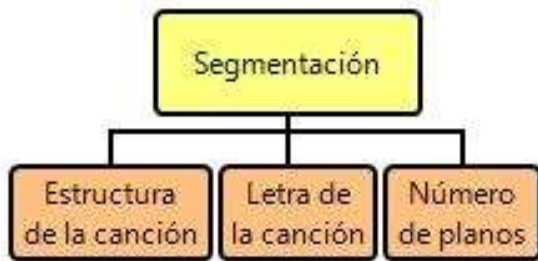 Segmentación
Estructura
de la canción
Letra de
la canción
Número
de planos